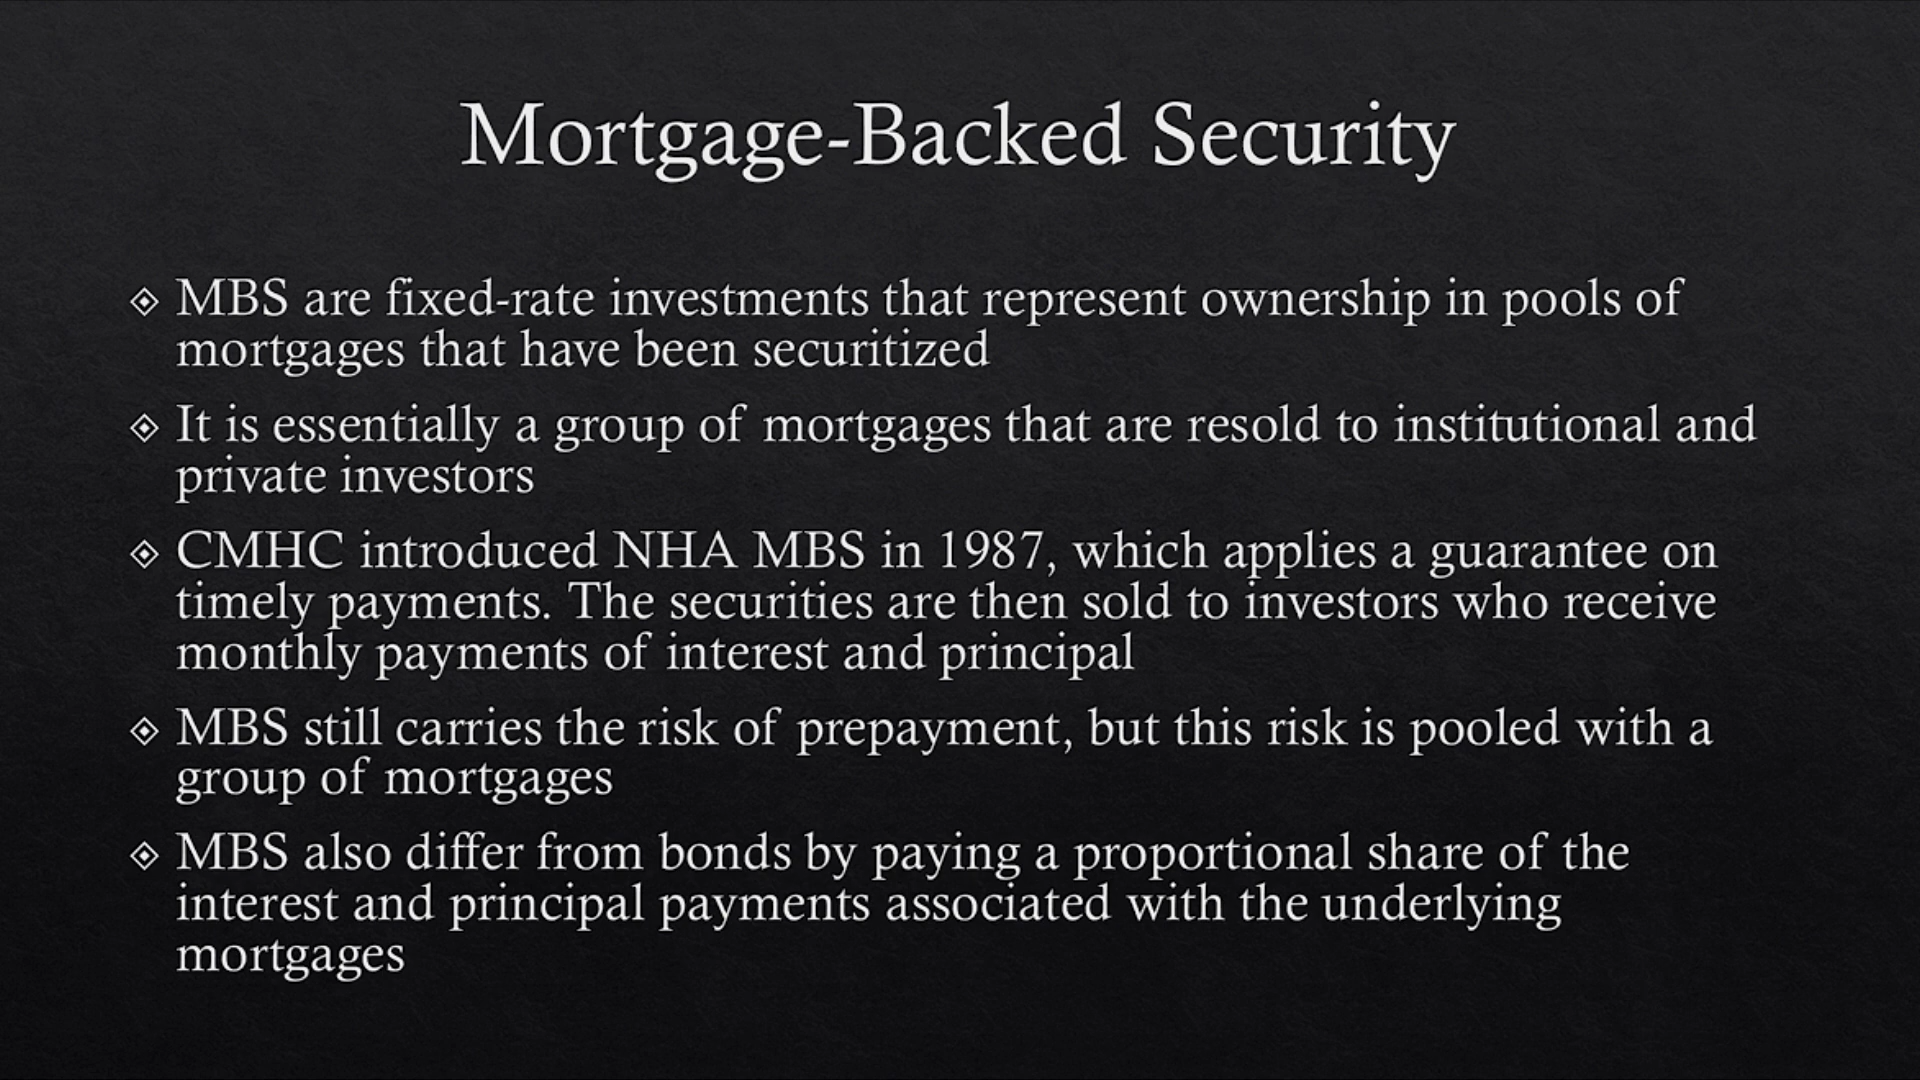 Mortgage-Backed Security
MBS are fixed-rate investments that represent ownership in pools of
mortgages that have been securitized
It is essentially a group of mortgages that are resold to institutional and
private investors
CMHC introduced NHA MBS in 1987, which applies a guarantee on
timely payments. The securities are then sold to investors who receive
monthly payments of interest and principal
MBS still carries the risk of prepayment, but this risk is pooled with a
group of mortgages
MBS also differ from bonds by paying a proportional share of the
interest and principal payments associated with the underlying
mortgages